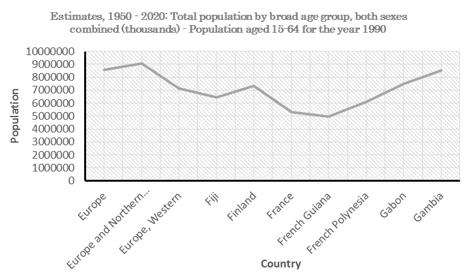 Estimates, 1950 - 2020: Total population by broad age group, both sexes
combined (thousands) - Population aged 15-64 for the year 1990
10000000
9000000
8000000
7000000
6000000
5000000
4000000
3000000
2000000
1000000
0
Population
Europe
Europe and Northern...
Europe, Western
Fiji
Finland
France
French Guiana
French Polynesia
Gabon
Gambia
Country